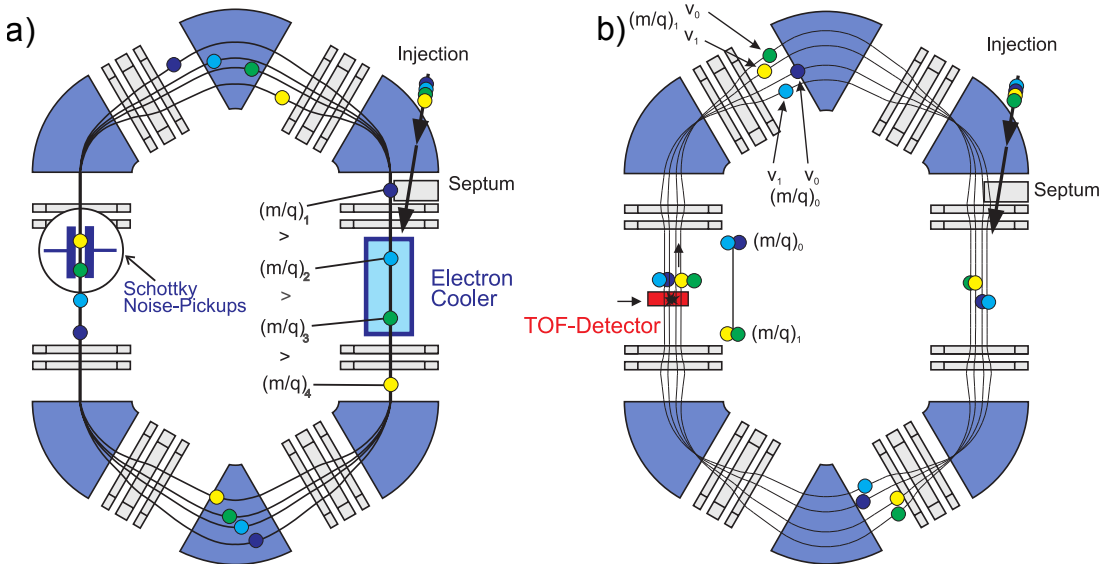 a)
Injection
Septum
(m/q)1
>
(m/q)2
>
(m/q)3
>
(m/q)4
Electron
Cooler
Schottky
Noise-Pickups
b)
v0
(m/q)1
v1
Injection
v1 v0
(m/q)0
Septum
(m/q)0
TOF-Detector
(m/q)1